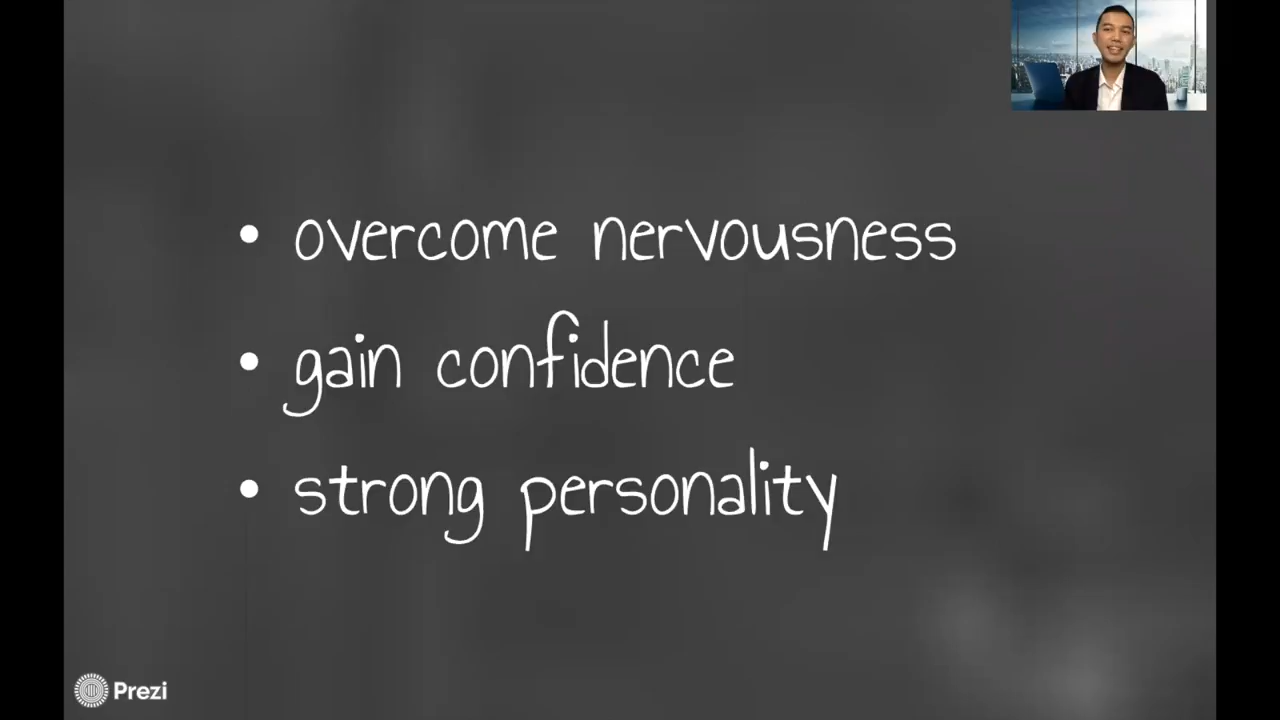 • overcome nervousness
• gain confidence
• strong personality
Prezi